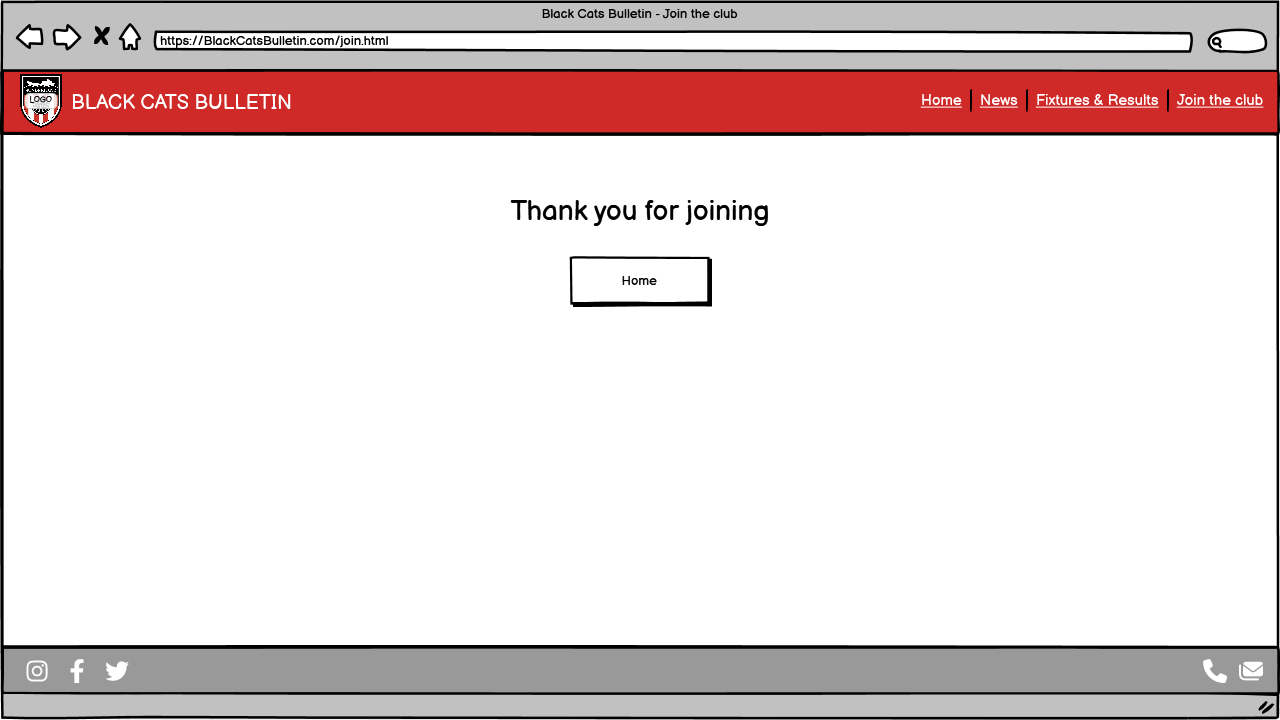 Black Cats Bulletin - Join the club
https://BlackCatsBulletin.com/join.html
LOGO
BLACK CATS BULLETIN
Home
News
Fixtures & Results
Join the club
Thank you for joining
Home